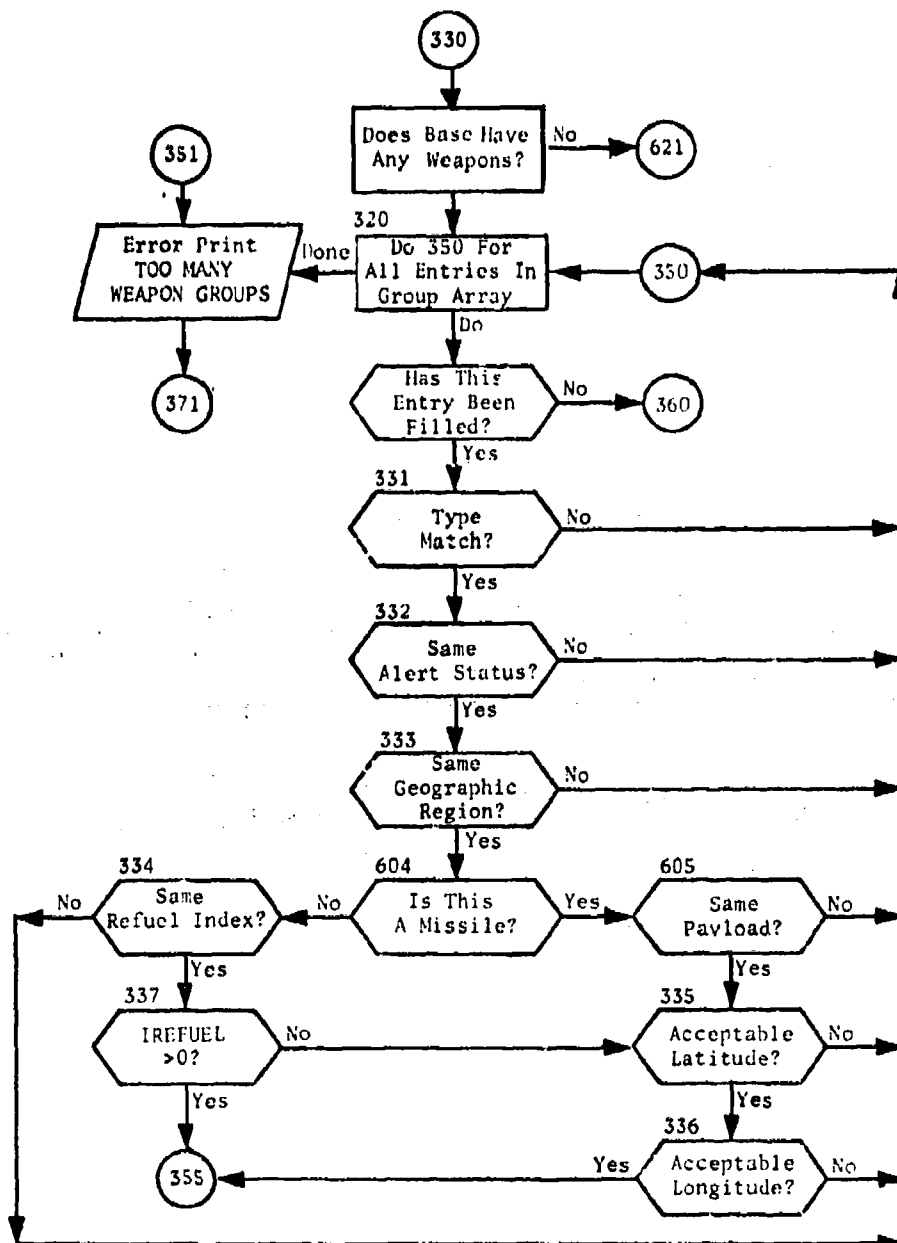 330
Does Base Have
Any Weapons?
No
621
351
320
Error Print
TOO MANY
WEAPON GROUPS
Done
Do 350 For
All Entries In
Group Array
350
Do
371
Has This
Entry Been
Filled?
No
360
Yes
331
Type
Match?
No
Yes
332
Same
Alert Status?
No
Yes
333
Same
Geographic
Region?
No
Yes
334
604
605
No
Same
Refuel Index?
No
Is This
A Missile?
Yes
Same
Payload?
No
Yes
Yes
337
335
IREFUEL
>0?
No
Acceptable
Latitude?
No
Yes
Yes
336
355
Yes
Acceptable
Longitude?
No